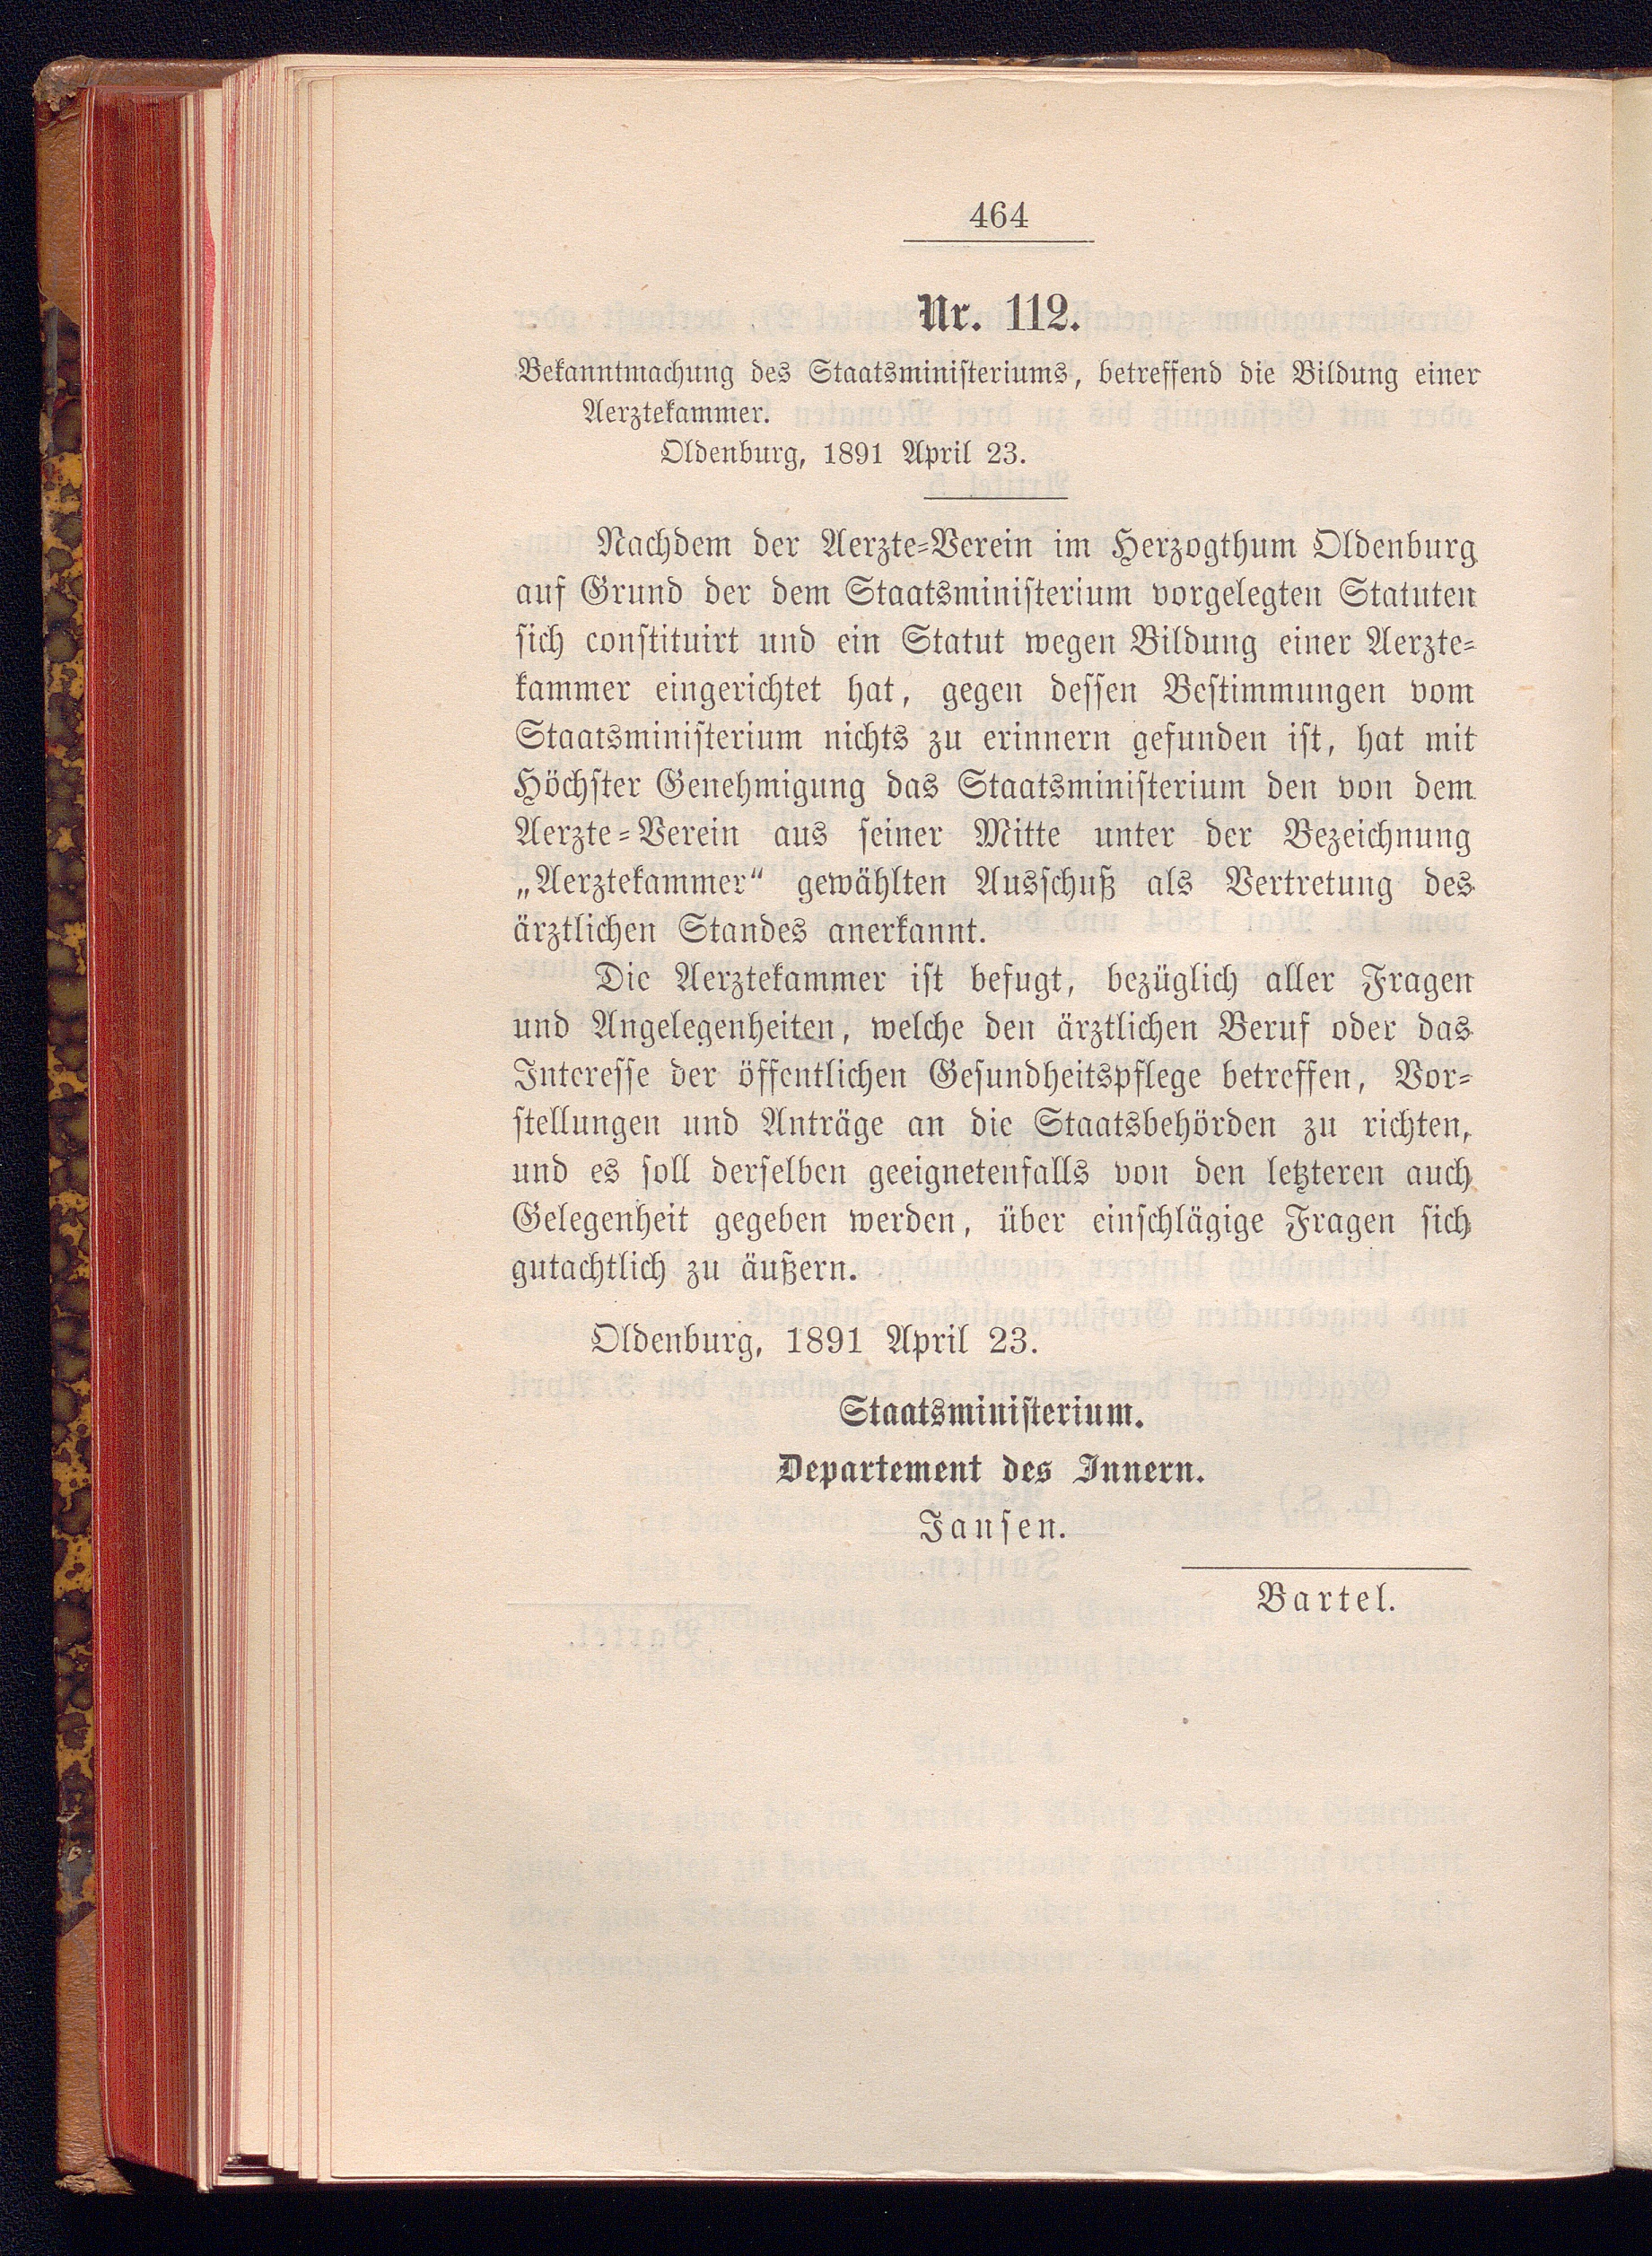 464
Nr. 112.
Bekanntmachung des Staatsministeriums, betreffend die Bildung einer
Aerztekammer.
Oldenburg, 1891 April 23.
Nachdem der Aerzte-Verein im Herzogthum Oldenburg
auf Grund der dem Staatsministerium vorgelegten Statuten
sich constituirt und ein Statut wegen Bildung einer Aerzte-
kammer eingerichtet hat, gegen dessen Bestimmungen vom
Staatsministerium nichts zu erinnern gefunden ist, hat mit
Höchster Genehmigung das Staatsministerium den von dem
Aerzte-Verein aus seiner Mitte unter der Bezeichnung
„Aerztekammer“ gewählten Ausschuß als Vertretung des
ärztlichen Standes anerkannt.
Die Aerztekammer ist befugt, bezüglich aller Fragen
und Angelegenheiten, welche den ärztlichen Beruf oder das
Interesse der öffentlichen Gesundheitspflege betreffen, Vor-
stellungen und Anträge an die Staatsbehörden zu richten,
und es soll derselben geeignetenfalls von den letzteren auch
Gelegenheit gegeben werden, über einschlägige Fragen sich
gutachtlich zu äußern.
Oldenburg, 1891 April 23.
Staatsministerium.
Departement des Innern.
Jansen.
Bartel.